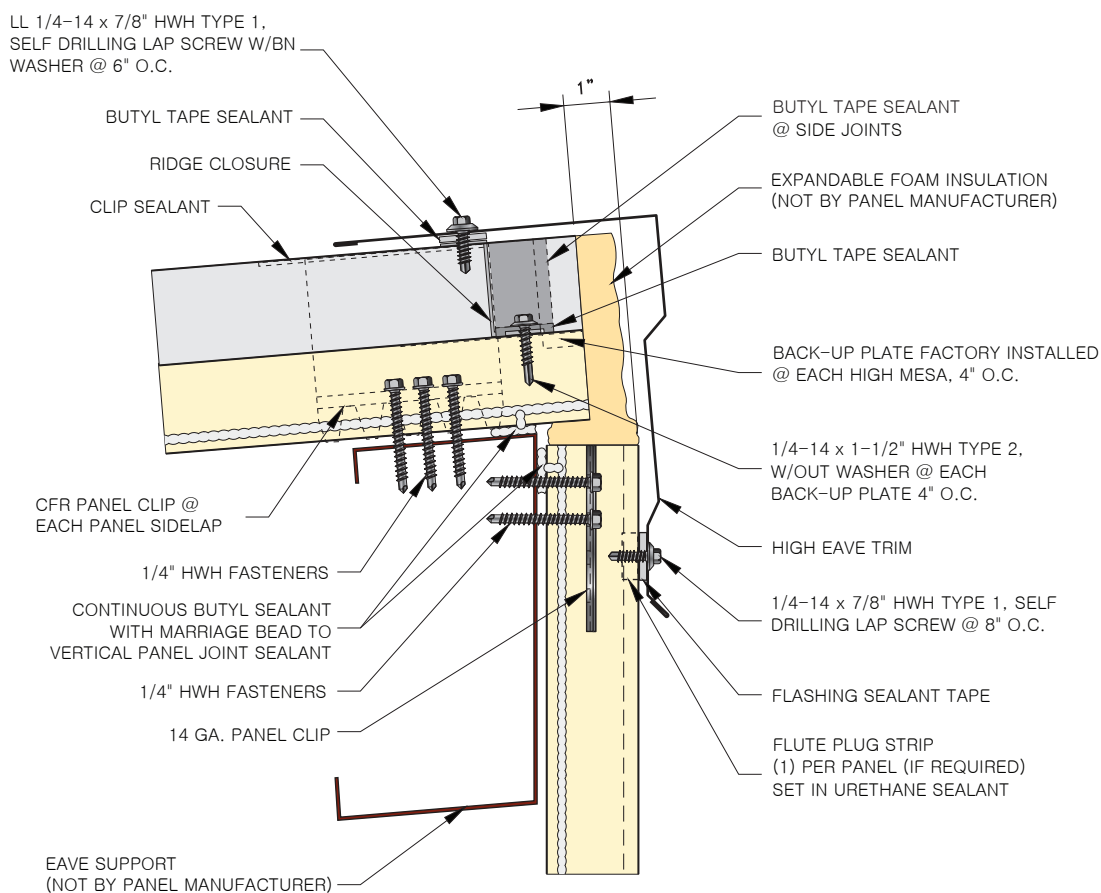 LL 1/4-14 x 7/8" HWH TYPE 1,
SELF DRILLING LAP SCREW W/BN
WASHER @ 6" O.C.
BUTYL TAPE SEALANT
RIDGE CLOSURE
CLIP SEALANT
CFR PANEL CLIP @
EACH PANEL SIDELAP
1/4" HWH FASTENERS
CONTINUOUS BUTYL SEALANT
WITH MARRIAGE BEAD TO
VERTICAL PANEL JOINT SEALANT
1/4" HWH FASTENERS
14 GA. PANEL CLIP
EAVE SUPPORT
(NOT BY PANEL MANUFACTURER)
1"
BUTYL TAPE SEALANT
@ SIDE JOINTS
EXPANDABLE FOAM INSULATION
(NOT BY PANEL MANUFACTURER)
BUTYL TAPE SEALANT
BACK-UP PLATE FACTORY INSTALLED
@ EACH HIGH MESA, 4" O.C.
1/4-14 x 1-1/2" HWH TYPE 2,
W/OUT WASHER @ EACH
BACK-UP PLATE 4" O.C.
HIGH EAVE TRIM
1/4-14 x 7/8" HWH TYPE 1, SELF
DRILLING LAP SCREW @ 8" O.C.
FLASHING SEALANT TAPE
FLUTE PLUG STRIP
(1) PER PANEL (IF REQUIRED)
SET IN URETHANE SEALANT